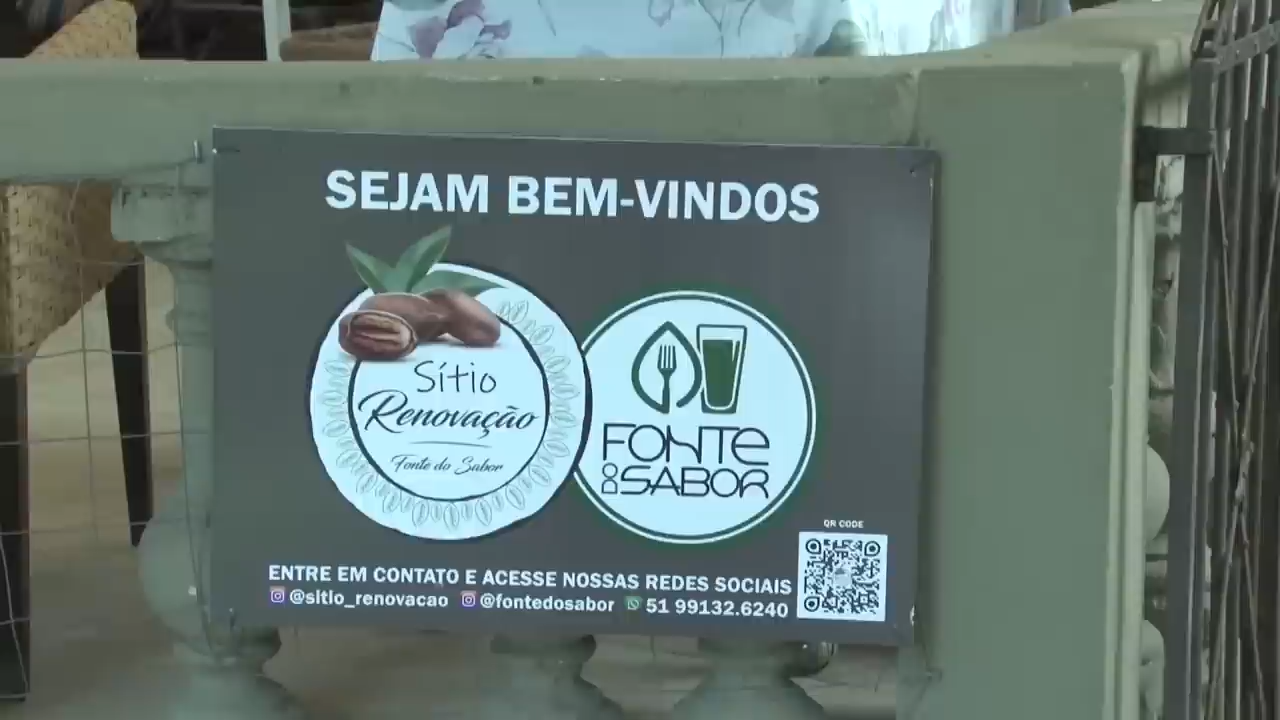 SEJAM BEM-VINDOS
Sítio
Renovação
Fonte do Sabor
FONTE
DO SABOR
QR CODE
ENTRE EM CONTATO E ACESSE NOSSAS REDES SOCIAIS
@sitio_renovacao @fontedosabor 51 99132.6240